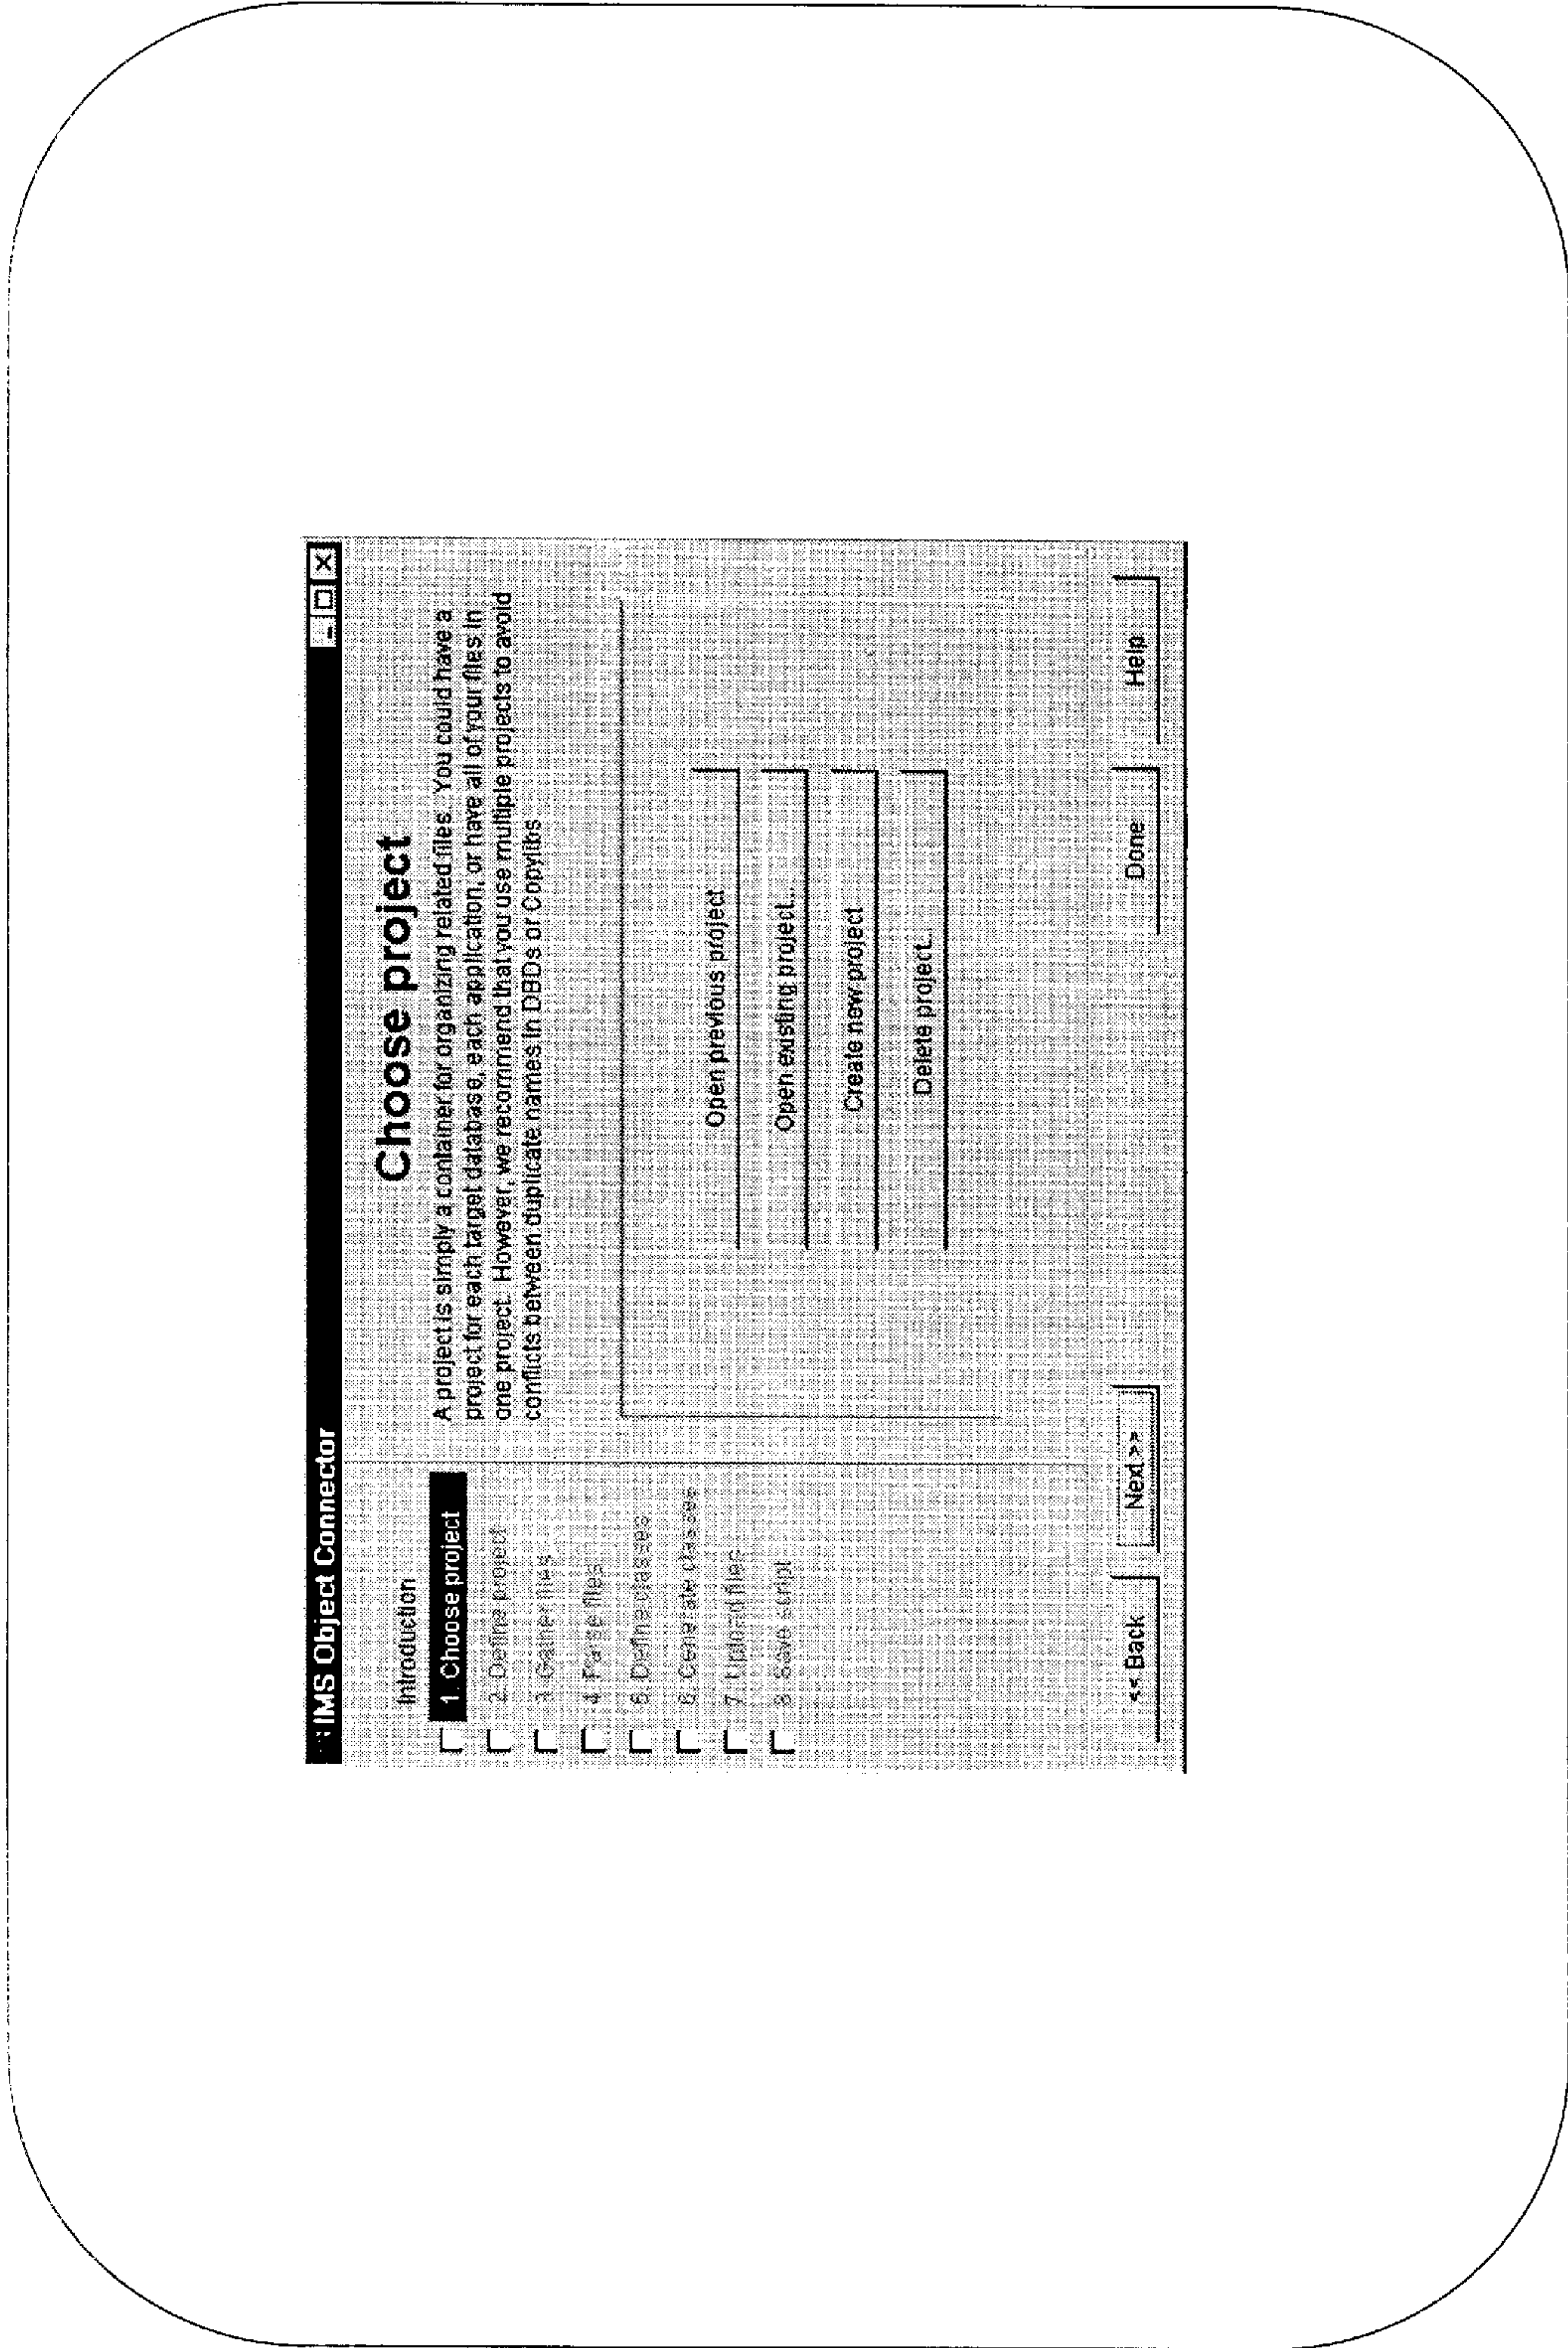 IMS Object Connector
Introduction
1. Choose project
2. Define project
3. Gather files
4. Parse files
5. Define classes
6. Generate classes
7. Upload files
8. Save script
Choose project
A project is simply a container for organizing related files. You could have a
project for each target database, each application, or have all of your files in
one project. However, we recommend that you use multiple projects to avoid
conflicts between duplicate names in DBDs or Copylibs
Open previous project
Open existing project...
Create new project
Delete project...
<< Back
Next >>
Done
Help